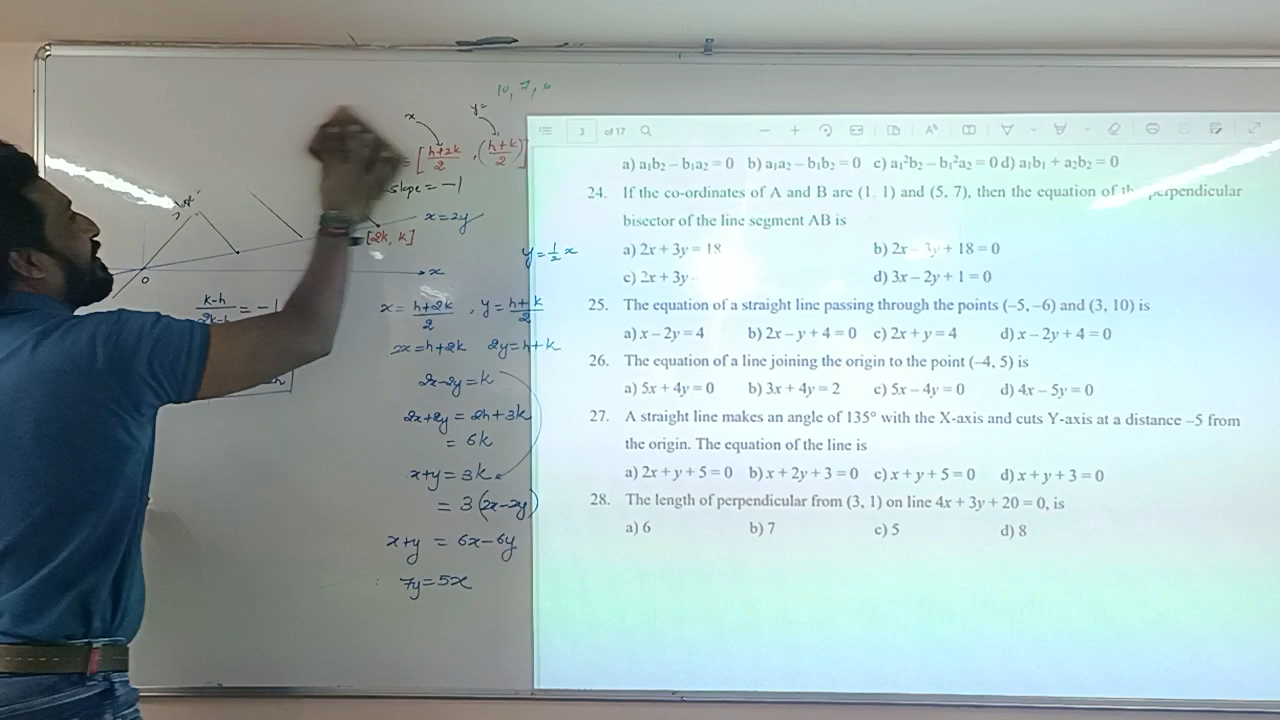 10, 7, 6
x
y=
= [h+2k/2 , (h+k/2)]
slope = -1
x=2y
[2k, k]
y=1/2 x
x
0
k-h/2k-h = -1
x= h+2k/2 , y= h+k/2
2x=h+2k 2y=h+k
2x-2y=k
2x+2y = 2h+3k
= 6k
x+y=3k
= 3(2x-2y)
x+y = 6x-6y
7y=5x
3 of 17
a) a₁b₂ – b₁a₂ = 0 b) a₁a₂ – b₁b₂ = 0 c) a₁²b₂ – b₁²a₂ = 0 d) a₁b₁ + a₂b₂ = 0
24. If the co-ordinates of A and B are (1, 1) and (5, 7), then the equation of the perpendicular
bisector of the line segment AB is
a) 2x + 3y = 18 b) 2x – 3y + 18 = 0
c) 2x + 3y – d) 3x – 2y + 1 = 0
25. The equation of a straight line passing through the points (–5, –6) and (3, 10) is
a) x – 2y = 4 b) 2x – y + 4 = 0 c) 2x + y = 4 d) x – 2y + 4 = 0
26. The equation of a line joining the origin to the point (–4, 5) is
a) 5x + 4y = 0 b) 3x + 4y = 2 c) 5x – 4y = 0 d) 4x – 5y = 0
27. A straight line makes an angle of 135° with the X-axis and cuts Y-axis at a distance –5 from
the origin. The equation of the line is
a) 2x + y + 5 = 0 b) x + 2y + 3 = 0 c) x + y + 5 = 0 d) x + y + 3 = 0
28. The length of perpendicular from (3, 1) on line 4x + 3y + 20 = 0, is
a) 6 b) 7 c) 5 d) 8